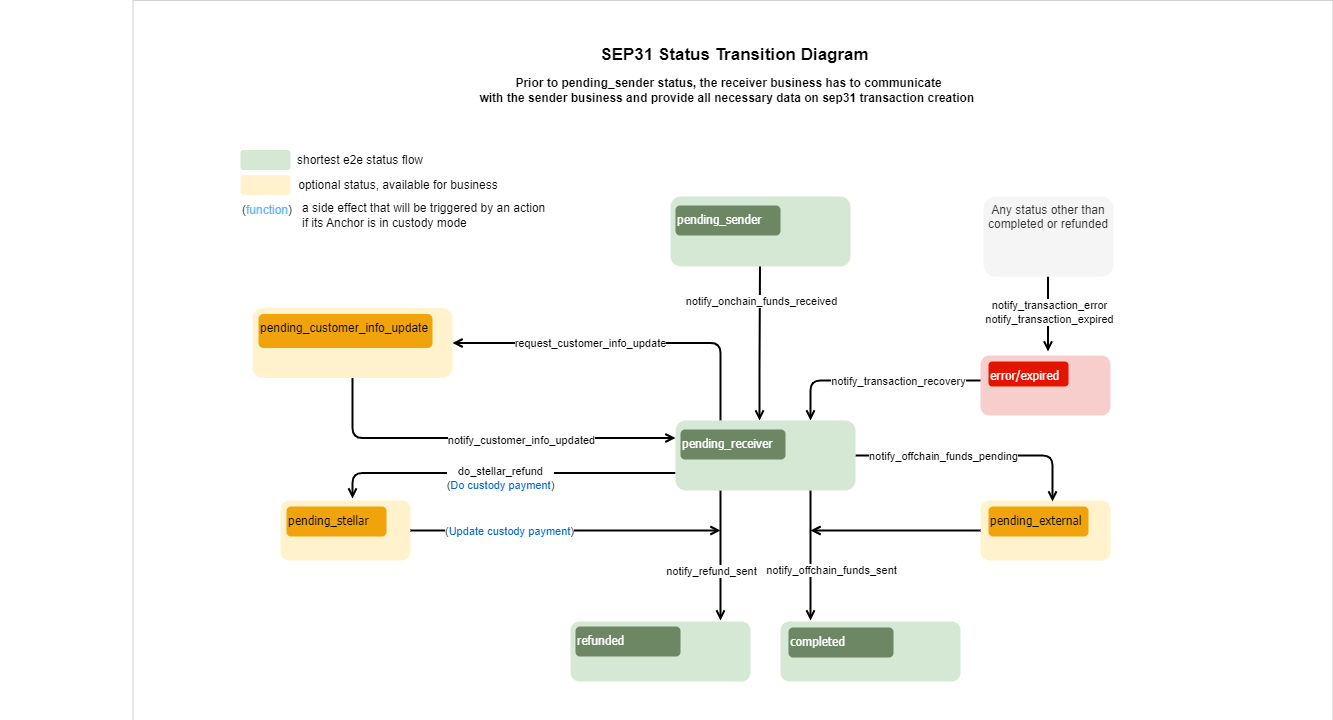 SEP31 Status Transition Diagram
Prior to pending_sender status, the receiver business has to communicate
with the sender business and provide all necessary data on sep31 transaction creation
shortest e2e status flow
optional status, available for business
(function) a side effect that will be triggered by an action
if its Anchor is in custody mode
pending_sender
Any status other than
completed or refunded
notify_onchain_funds_received
notify_transaction_error
notify_transaction_expired
pending_customer_info_update
request_customer_info_update
error/expired
notify_transaction_recovery
notify_customer_info_updated
pending_receiver
notify_offchain_funds_pending
do_stellar_refund
(Do custody payment)
pending_stellar
(Update custody payment)
pending_external
notify_refund_sent
notify_offchain_funds_sent
refunded
completed